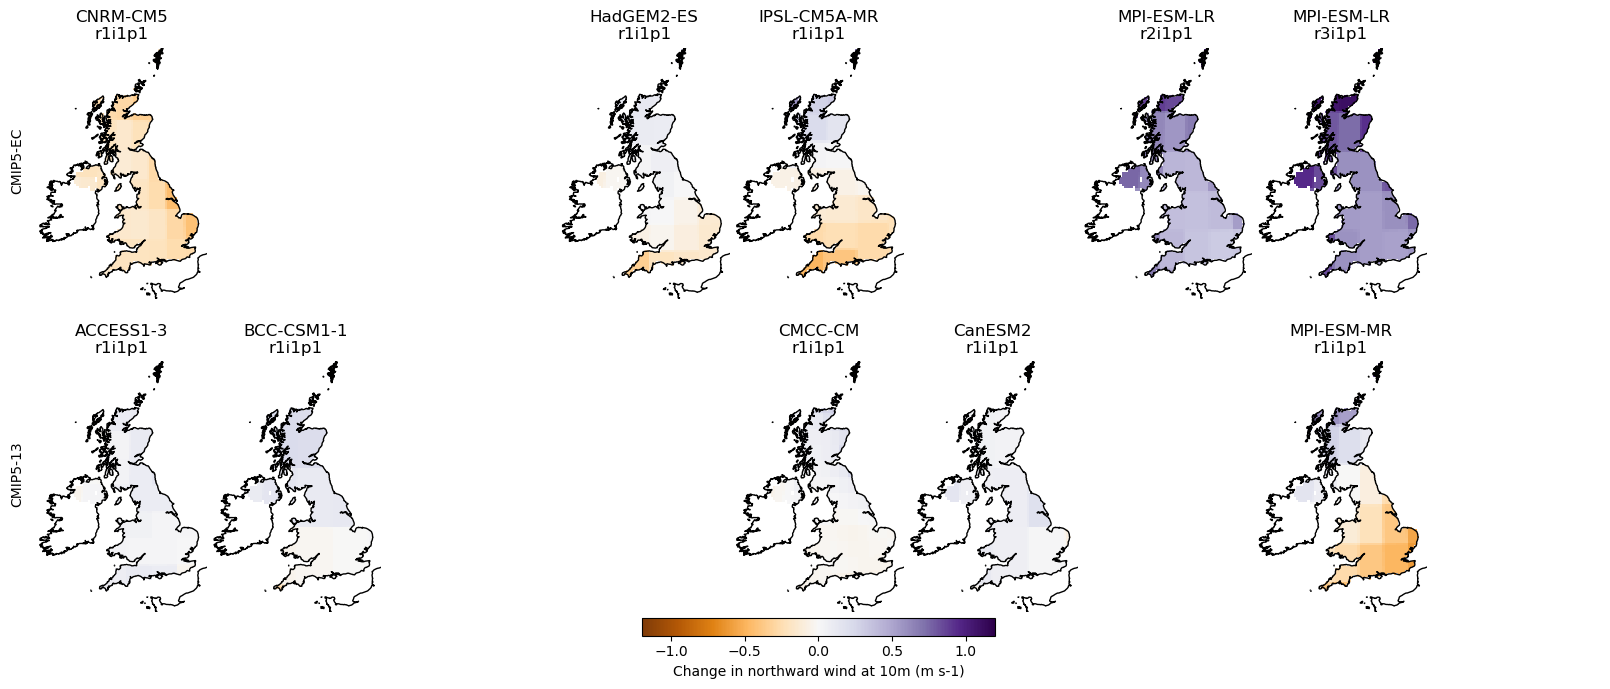 CNRM-CM5
r1i1p1
HadGEM2-ES
r1i1p1
IPSL-CM5A-MR
r1i1p1
MPI-ESM-LR
r2i1p1
MPI-ESM-LR
r3i1p1
CMIP5-EC
ACCESS1-3
r1i1p1
BCC-CSM1-1
r1i1p1
CMCC-CM
r1i1p1
CanESM2
r1i1p1
MPI-ESM-MR
r1i1p1
CMIP5-13
−1.0 −0.5 0.0 0.5 1.0
Change in northward wind at 10m (m s-1)